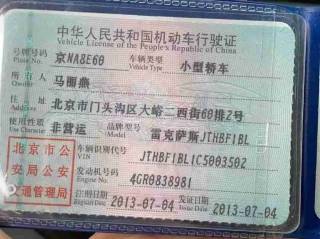 中华人民共和国机动车行驶证
Vehicle License of the People's Republic of China
号牌号码 京NA8E60 车辆类型 小型轿车
Plate No. Vehicle Type
所有人 马丽燕
Owner
住址 北京市门头沟区大峪二西街60排2号
Address
使用性质 非营运 品牌型号 雷克萨斯JTHBF1BL
Use Character Model
北京市公 车辆识别代号 JTHBF1BL1C5003502
VIN
安局公安 发动机号码 4GR0838981
Engine No.
交通管理局 注册日期 2013-07-04 发证日期 2013-07-04
Register Date Issue Date